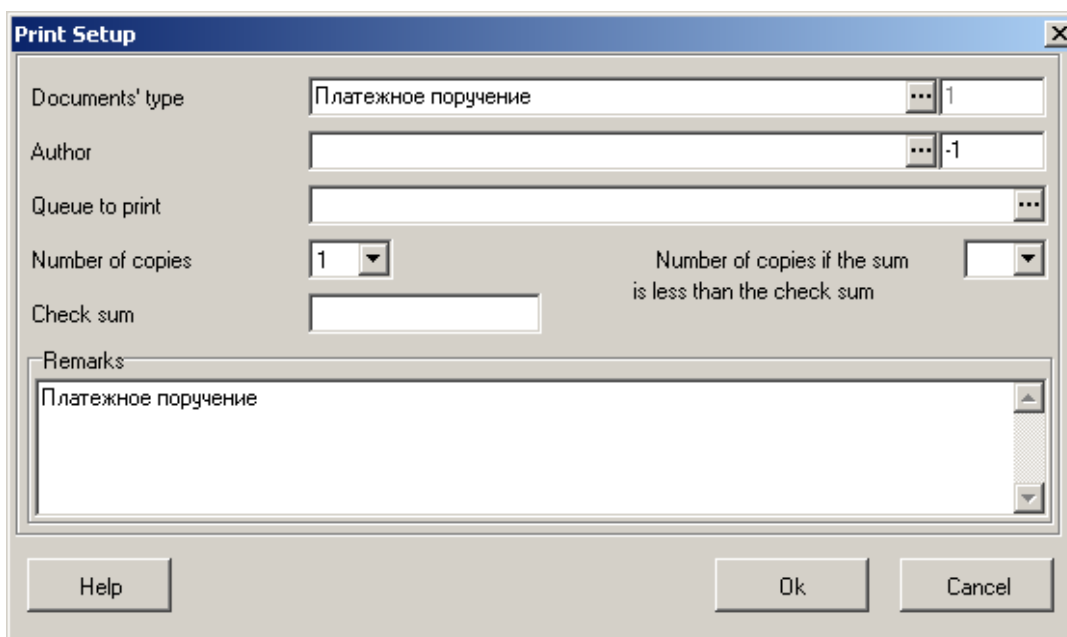 Print Setup
Documents' type
Платежное поручение
1
Author
-1
Queue to print
Number of copies
1
Number of copies if the sum
is less than the check sum
Check sum
Remarks
Платежное поручение
Help
Ok
Cancel